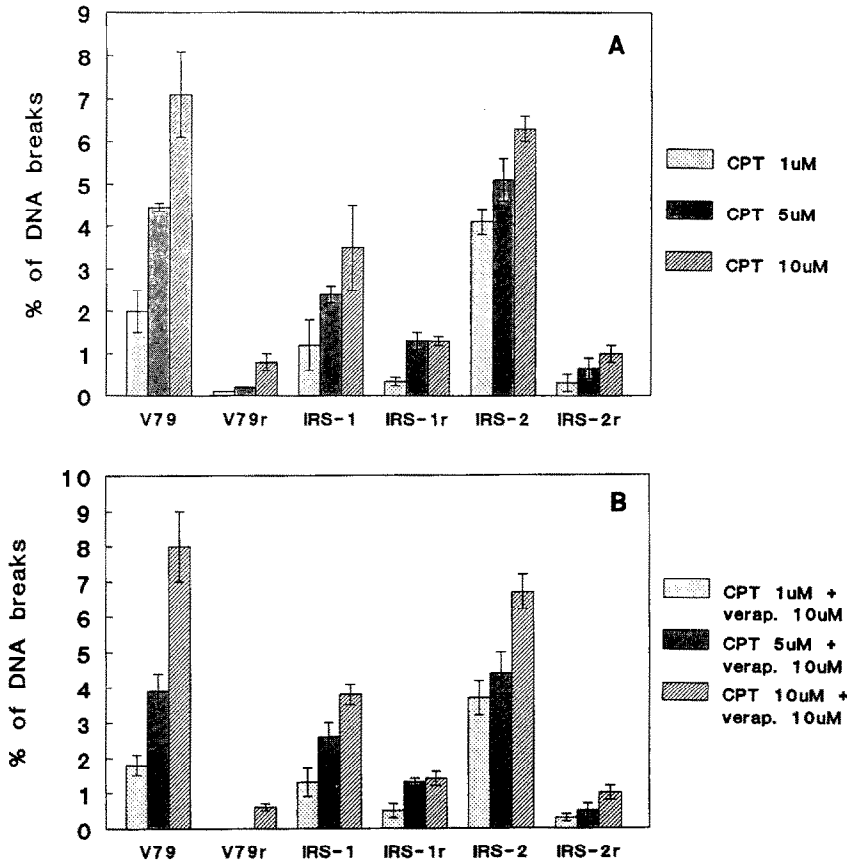 9
8
7
6
5
4
3
2
1
0
% of DNA breaks
A
V79 V79r IRS-1 IRS-1r IRS-2 IRS-2r
CPT 1uM
CPT 5uM
CPT 10uM
10
9
8
7
6
5
4
3
2
1
0
% of DNA breaks
B
V79 V79r IRS-1 IRS-1r IRS-2 IRS-2r
CPT 1uM +
verap. 10uM
CPT 5uM +
verap. 10uM
CPT 10uM +
verap. 10uM